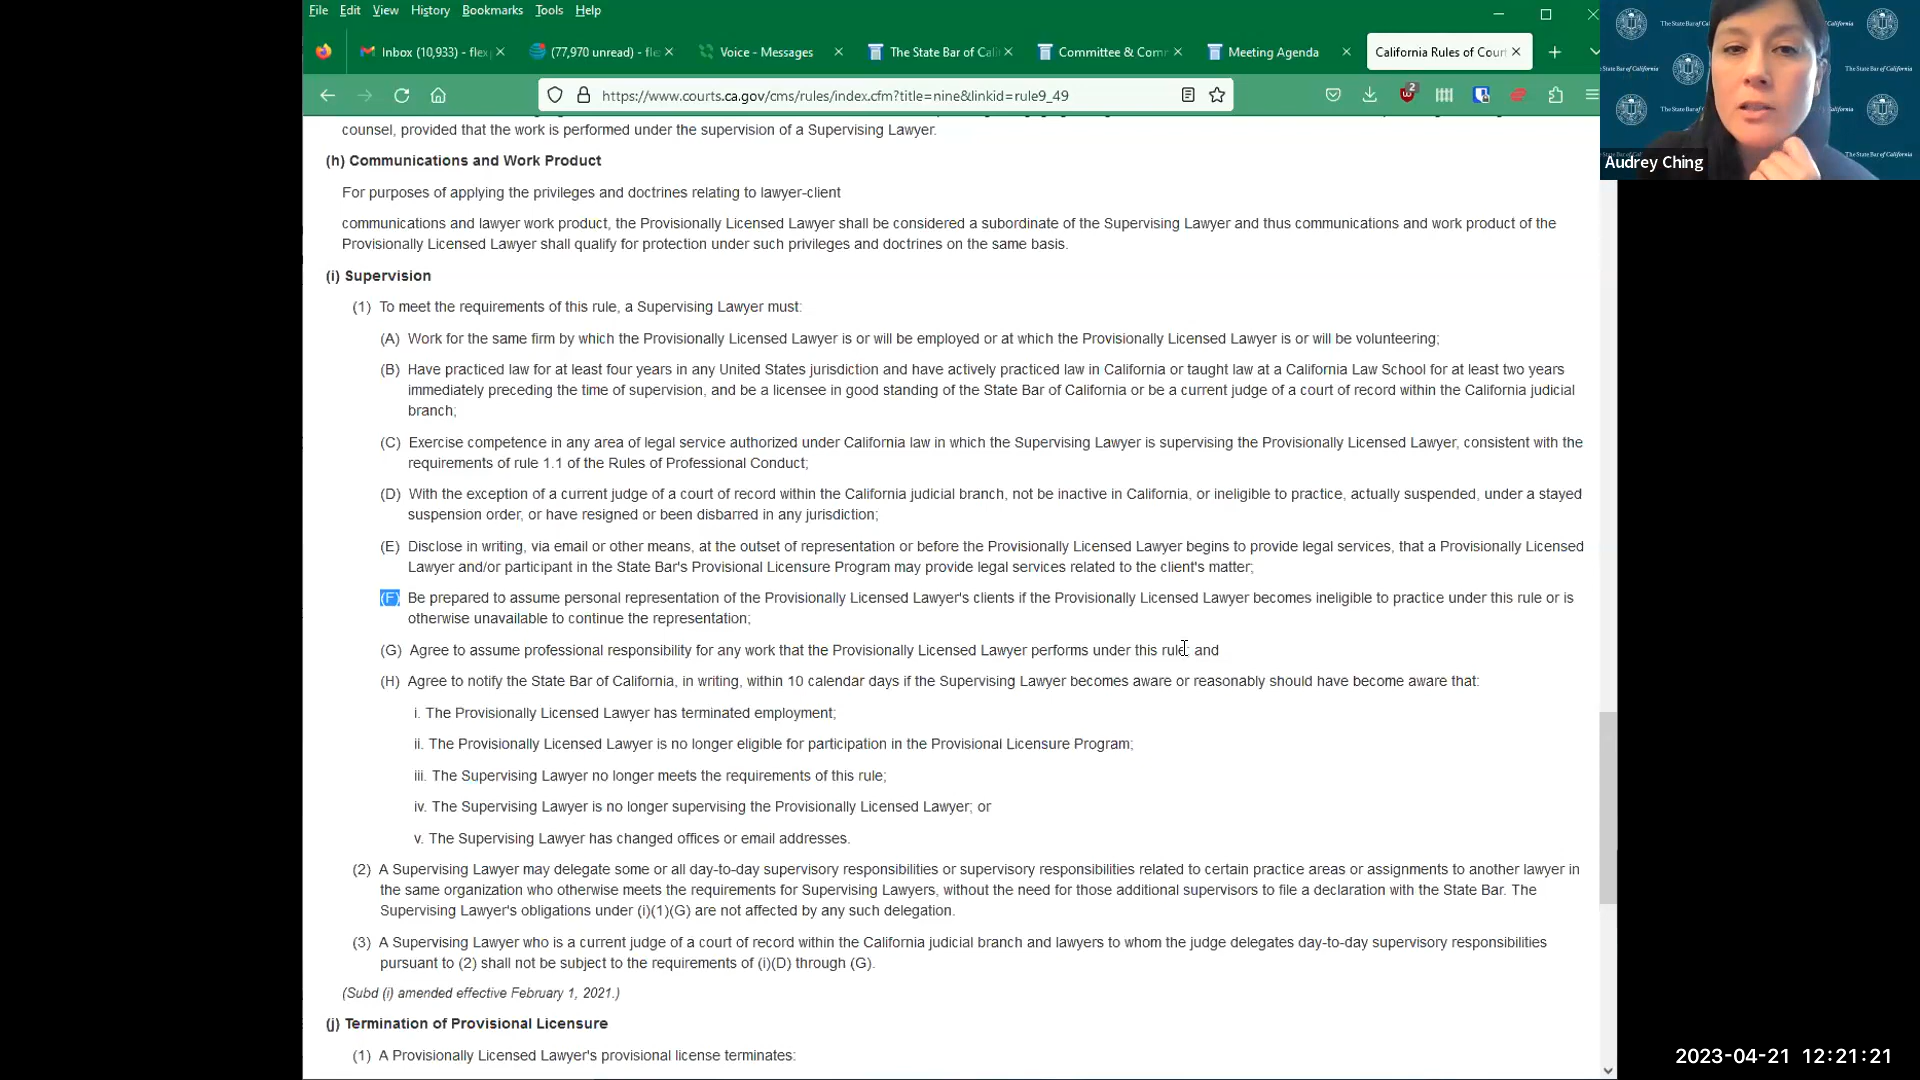 File Edit View History Bookmarks Tools Help
Inbox (10,933) - flex
(77,970 unread) - fle
Voice - Messages
The State Bar of Cal
Committee & Com
Meeting Agenda
California Rules of Court
https://www.courts.ca.gov/cms/rules/index.cfm?title=nine&linkid=rule9_49
2
counsel, provided that the work is performed under the supervision of a Supervising Lawyer.
(h) Communications and Work Product
For purposes of applying the privileges and doctrines relating to lawyer-client
communications and lawyer work product, the Provisionally Licensed Lawyer shall be considered a subordinate of the Supervising Lawyer and thus communications and work product of the
Provisionally Licensed Lawyer shall qualify for protection under such privileges and doctrines on the same basis.
(i) Supervision
(1) To meet the requirements of this rule, a Supervising Lawyer must:
(A) Work for the same firm by which the Provisionally Licensed Lawyer is or will be employed or at which the Provisionally Licensed Lawyer is or will be volunteering;
(B) Have practiced law for at least four years in any United States jurisdiction and have actively practiced law in California or taught law at a California Law School for at least two years
immediately preceding the time of supervision, and be a licensee in good standing of the State Bar of California or be a current judge of a court of record within the California judicial
branch;
(C) Exercise competence in any area of legal service authorized under California law in which the Supervising Lawyer is supervising the Provisionally Licensed Lawyer, consistent with the
requirements of rule 1.1 of the Rules of Professional Conduct;
(D) With the exception of a current judge of a court of record within the California judicial branch, not be inactive in California, or ineligible to practice, actually suspended, under a stayed
suspension order, or have resigned or been disbarred in any jurisdiction;
(E) Disclose in writing, via email or other means, at the outset of representation or before the Provisionally Licensed Lawyer begins to provide legal services, that a Provisionally Licensed
Lawyer and/or participant in the State Bar's Provisional Licensure Program may provide legal services related to the client's matter;
(F) Be prepared to assume personal representation of the Provisionally Licensed Lawyer's clients if the Provisionally Licensed Lawyer becomes ineligible to practice under this rule or is
otherwise unavailable to continue the representation;
(G) Agree to assume professional responsibility for any work that the Provisionally Licensed Lawyer performs under this rule; and
(H) Agree to notify the State Bar of California, in writing, within 10 calendar days if the Supervising Lawyer becomes aware or reasonably should have become aware that:
i. The Provisionally Licensed Lawyer has terminated employment;
ii. The Provisionally Licensed Lawyer is no longer eligible for participation in the Provisional Licensure Program;
iii. The Supervising Lawyer no longer meets the requirements of this rule;
iv. The Supervising Lawyer is no longer supervising the Provisionally Licensed Lawyer; or
v. The Supervising Lawyer has changed offices or email addresses.
(2) A Supervising Lawyer may delegate some or all day-to-day supervisory responsibilities or supervisory responsibilities related to certain practice areas or assignments to another lawyer in
the same organization who otherwise meets the requirements for Supervising Lawyers, without the need for those additional supervisors to file a declaration with the State Bar. The
Supervising Lawyer's obligations under (i)(1)(G) are not affected by any such delegation.
(3) A Supervising Lawyer who is a current judge of a court of record within the California judicial branch and lawyers to whom the judge delegates day-to-day supervisory responsibilities
pursuant to (2) shall not be subject to the requirements of (i)(D) through (G).
(Subd (i) amended effective February 1, 2021.)
(j) Termination of Provisional Licensure
(1) A Provisionally Licensed Lawyer's provisional license terminates:
The State Bar of California
Audrey Ching
2023-04-21 12:21:21